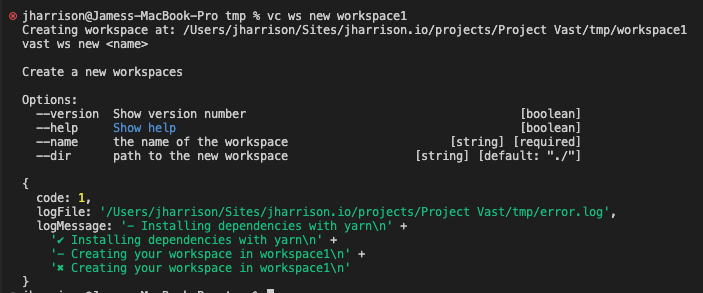 jharrison@Jamess-MacBook-Pro tmp % vc ws new workspace1
Creating workspace at: /Users/jharrison/Sites/jharrison.io/projects/Project Vast/tmp/workspace1
vast ws new <name>
Create a new workspaces
Options:
--version  Show version number  [boolean]
--help  Show help  [boolean]
--name  the name of the workspace  [string] [required]
--dir  path to the new workspace  [string] [default: "./"]
{
code: 1,
logFile: '/Users/jharrison/Sites/jharrison.io/projects/Project Vast/tmp/error.log',
logMessage: '- Installing dependencies with yarn\n' +
'✔ Installing dependencies with yarn\n' +
'- Creating your workspace in workspace1\n' +
'✖ Creating your workspace in workspace1\n'
}